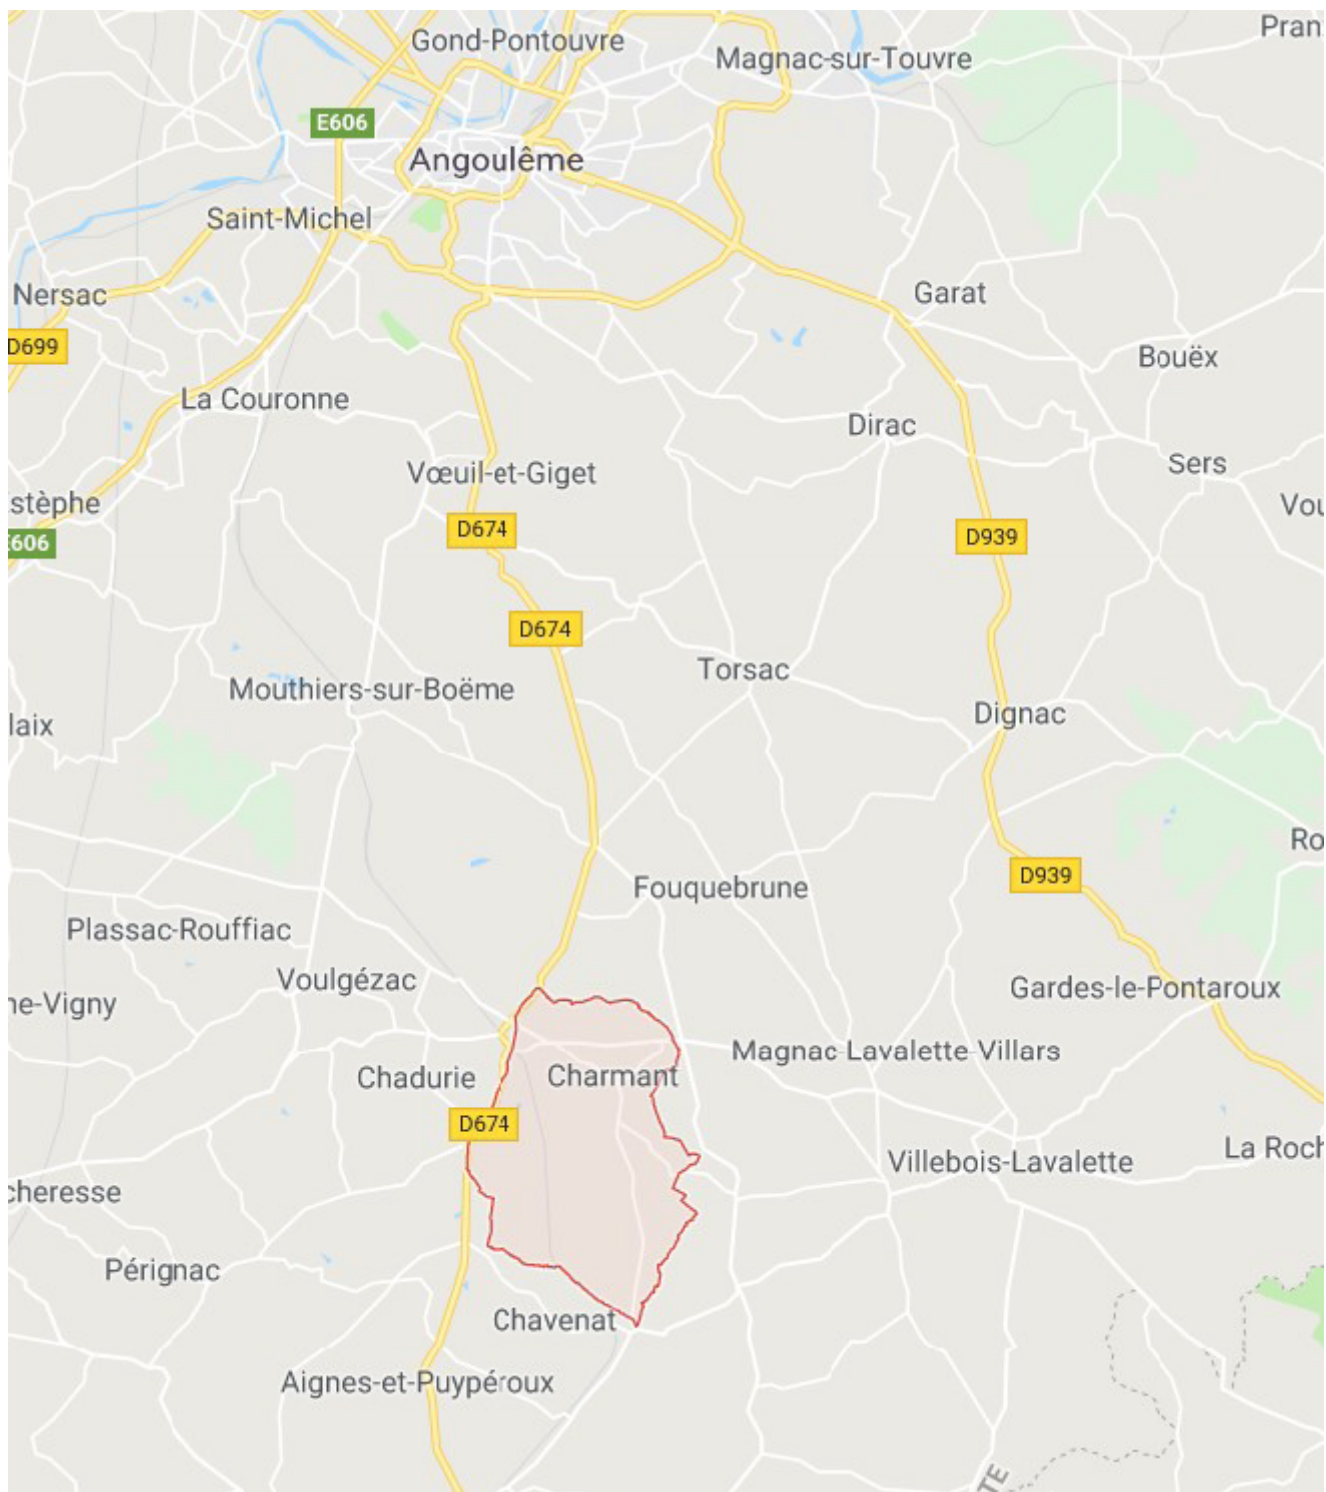 Gond-Pontouvre
Pran
Magnac-sur-Touvre
E606
Angoulême
Saint-Michel
Nersac
Garat
D699
Bouëx
La Couronne
Dirac
Sers
Vœuil-et-Giget
stèphe
Vou
D674
D939
E606
D674
Torsac
Mouthiers-sur-Boëme
Dignac
laix
Ro
D939
Fouquebrune
Plassac-Rouffiac
Voulgézac
Gardes-le-Pontaroux
ne-Vigny
Magnac-Lavalette-Villars
Chadurie
Charmant
D674
La Roch
Villebois-Lavalette
cheresse
Pérignac
Chavenat
Aignes-et-Puypéroux
TE